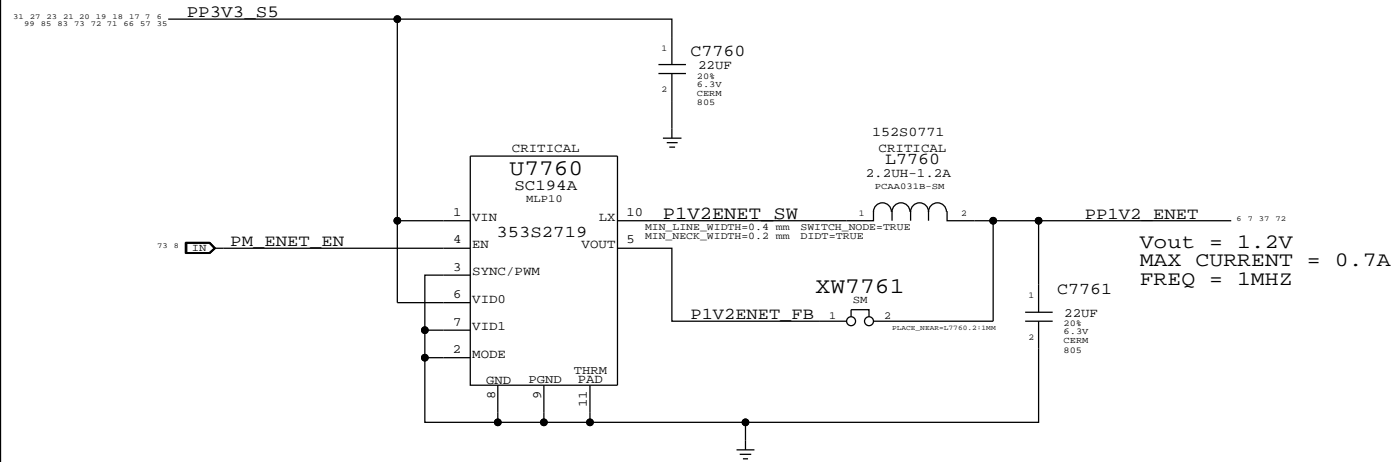 31 27 23 21 20 19 18 17 7 6
99 85 83 73 72 71 66 57 35
PP3V3_S5
1
C7760
22UF
20%
6.3V
CERM
805
2
152S0771
CRITICAL
L7760
2.2UH-1.2A
PCAA031B-SM
CRITICAL
U7760
SC194A
MLP10
1 VIN
LX 10 P1V2ENET_SW 1 2 PP1V2_ENET 6 7 37 72
MIN_LINE_WIDTH=0.4 mm SWITCH_NODE=TRUE
MIN_NECK_WIDTH=0.2 mm DIDT=TRUE
353S2719
73 8 IN PM_ENET_EN 4 EN
VOUT 5
Vout = 1.2V
MAX CURRENT = 0.7A
FREQ = 1MHZ
3 SYNC/PWM
6 VID0
7 VID1
2 MODE
XW7761
SM
P1V2ENET_FB 1 2
PLACE_NEAR=L7760.2:1MM
1
C7761
22UF
20%
6.3V
CERM
805
2
GND PGND THRM
PAD
8 9 11